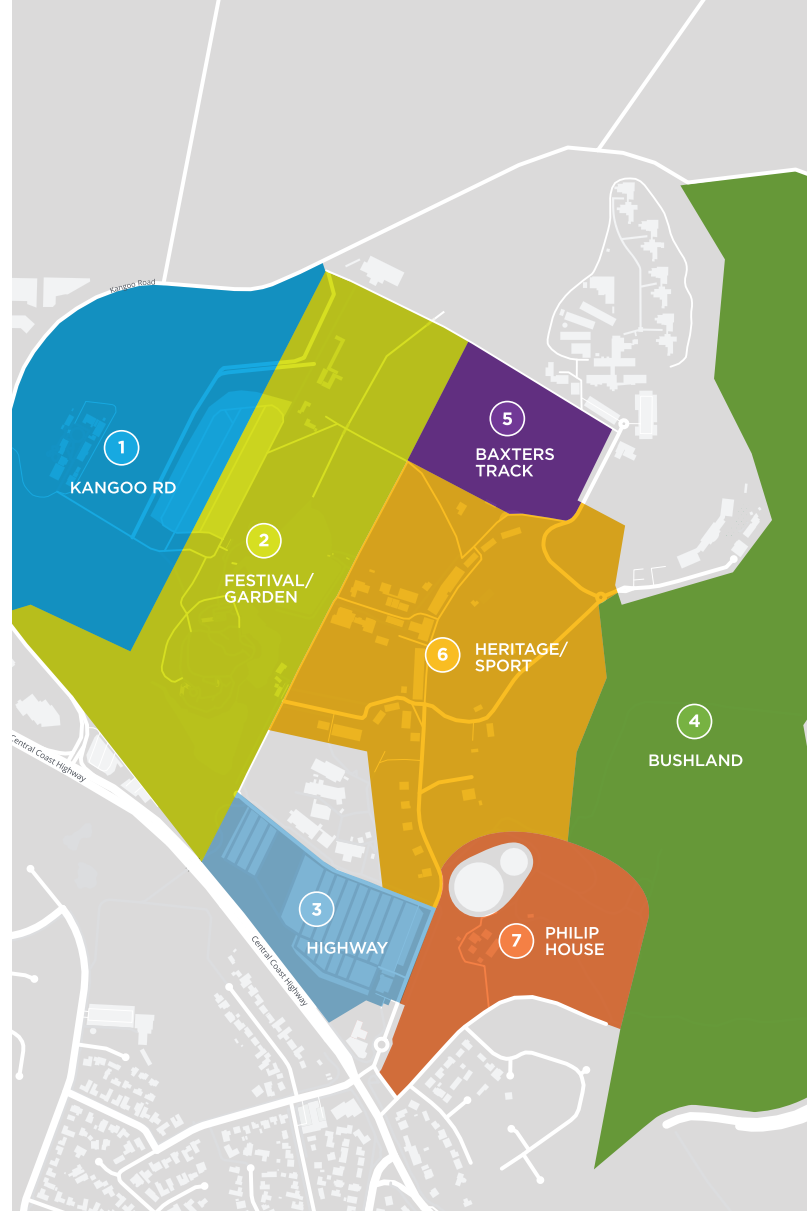 Kangoo Road
1
KANGOO RD
5
BAXTERS
TRACK
2
FESTIVAL/
GARDEN
6
HERITAGE/
SPORT
4
BUSHLAND
Central Coast Highway
3
HIGHWAY
7
PHILIP
HOUSE
Central Coast Highway